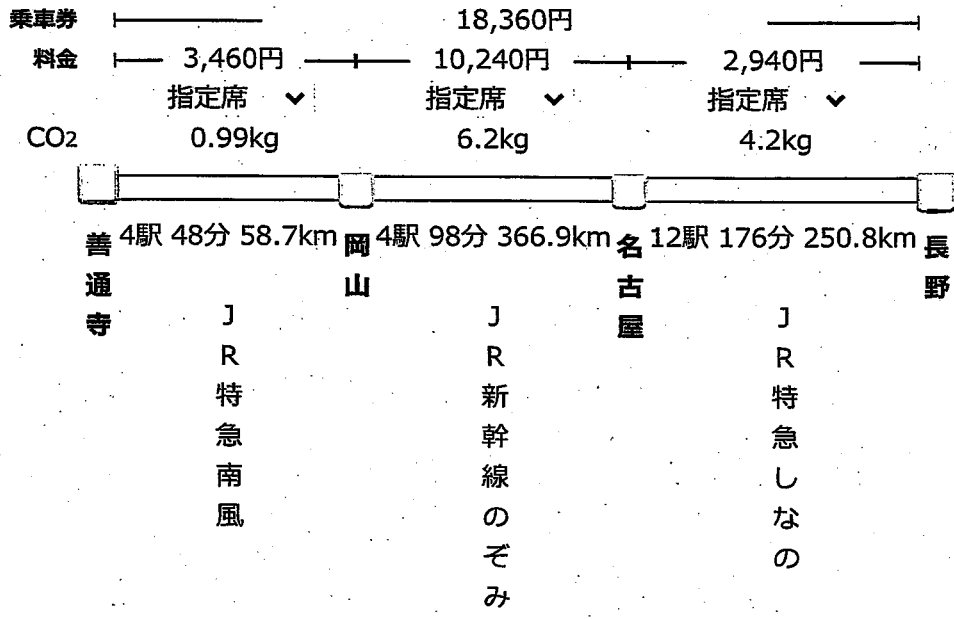 乗車券 18,360円
料金 3,460円 10,240円 2,940円
指定席 指定席 指定席
CO2 0.99kg 6.2kg 4.2kg
4駅 48分 58.7km 4駅 98分 366.9km 12駅 176分 250.8km
善通寺
岡山
名古屋
長野
JR特急南風
JR新幹線のぞみ
JR特急しなの